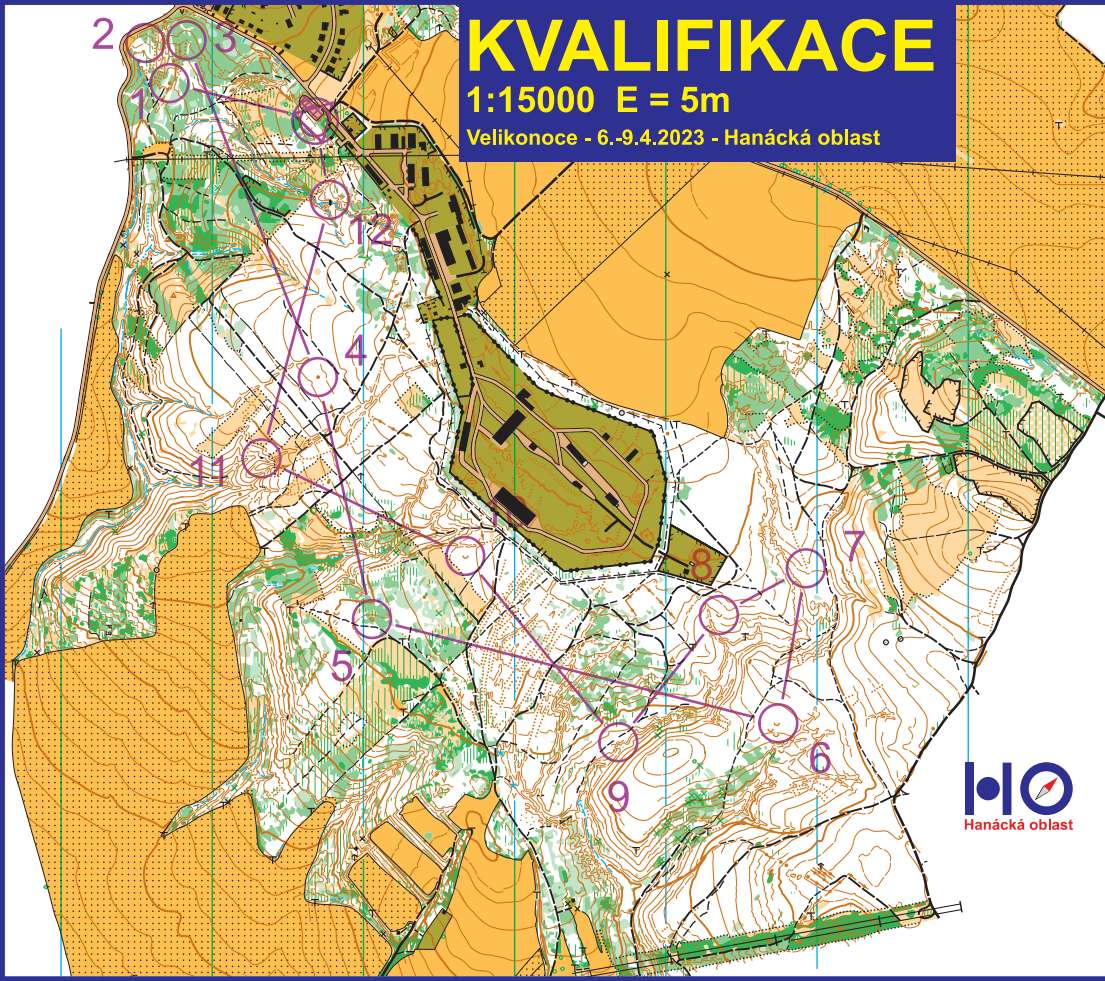 KVALIFIKACE
1:15000 E = 5m
Velikonoce - 6.-9.4.2023 - Hanácká oblast
2
3
1
12
4
11
8
7
5
6
9
HO
Hanácká oblast